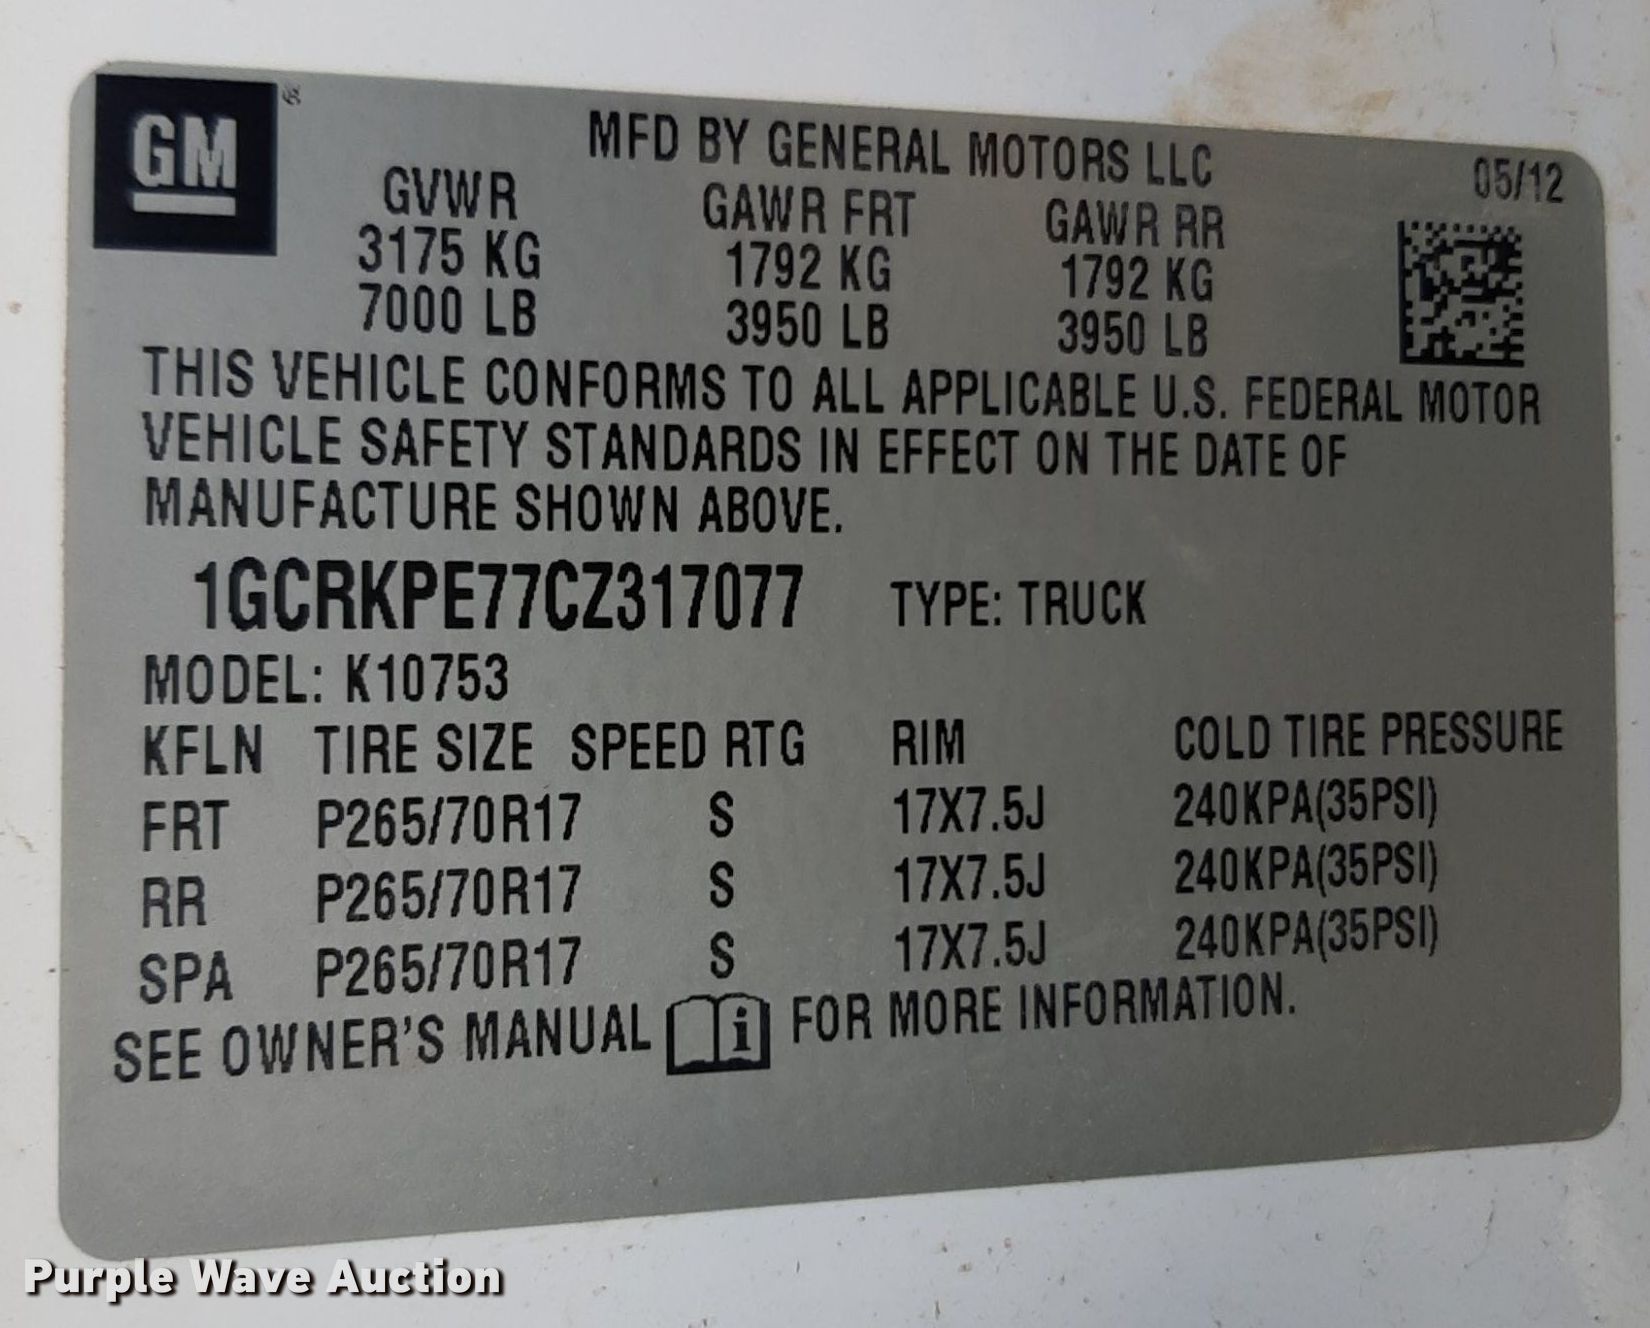 GM
MFD BY GENERAL MOTORS LLC 05/12
GVWR GAWR FRT GAWR RR
3175 KG 1792 KG 1792 KG
7000 LB 3950 LB 3950 LB
THIS VEHICLE CONFORMS TO ALL APPLICABLE U.S. FEDERAL MOTOR
VEHICLE SAFETY STANDARDS IN EFFECT ON THE DATE OF
MANUFACTURE SHOWN ABOVE.
1GCRKPE77CZ317077 TYPE: TRUCK
MODEL: K10753
KFLN TIRE SIZE SPEED RTG RIM COLD TIRE PRESSURE
FRT P265/70R17 S 17X7.5J 240KPA(35PSI)
RR P265/70R17 S 17X7.5J 240KPA(35PSI)
SPA P265/70R17 S 17X7.5J 240KPA(35PSI)
SEE OWNER'S MANUAL i FOR MORE INFORMATION.
Purple Wave Auction